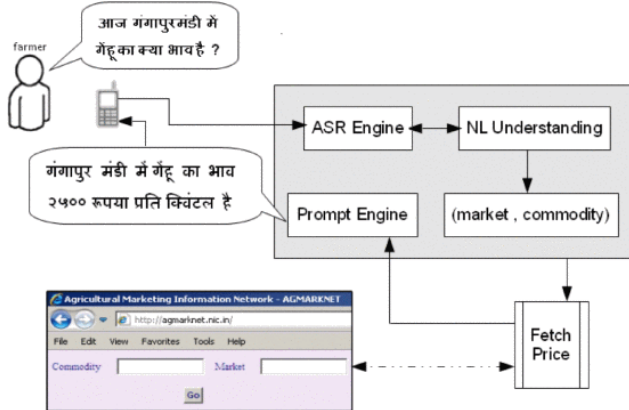 आज गंगापुरमंडी में
गेंहू का क्या भाव है ?
farmer
ASR Engine
NL Understanding
गंगापुर मंडी में गेंहू का भाव
२५०० रूपया प्रति क्विंटल है
Prompt Engine
(market , commodity)
Agricultural Marketing Information Network - AGMARKNET
http://agmarknet.nic.in/
File Edit View Favorites Tools Help
Commodity Market
Go
Fetch
Price